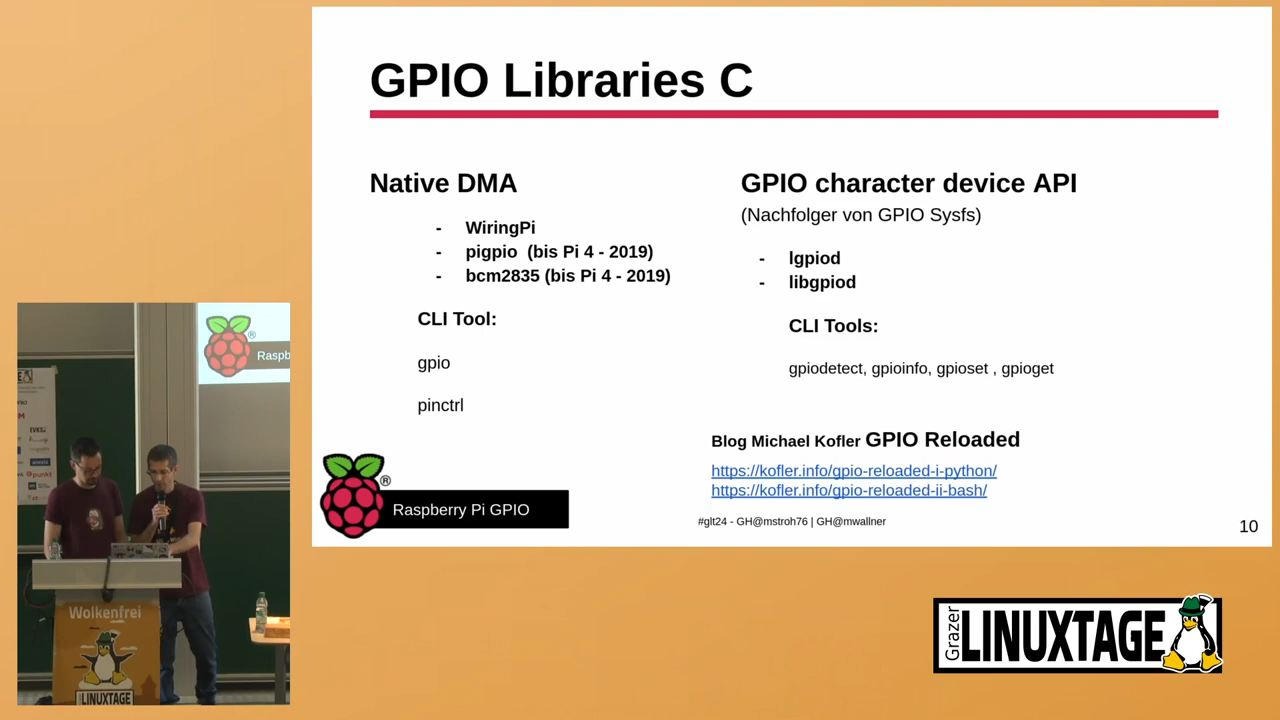 GPIO Libraries C
Native DMA
- WiringPi
- pigpio (bis Pi 4 - 2019)
- bcm2835 (bis Pi 4 - 2019)
CLI Tool:
gpio
pinctrl
GPIO character device API
(Nachfolger von GPIO Sysfs)
- lgpiod
- libgpiod
CLI Tools:
gpiodetect, gpioinfo, gpioset , gpioget
Blog Michael Kofler GPIO Reloaded
https://kofler.info/gpio-reloaded-i-python/
https://kofler.info/gpio-reloaded-ii-bash/
®
Raspberry Pi GPIO
#glt24 - GH@mstroh76 | GH@mwallner
10
®
Raspb
Wolkenfrei
LINUXTAGE
Grazer
LINUXTAGE